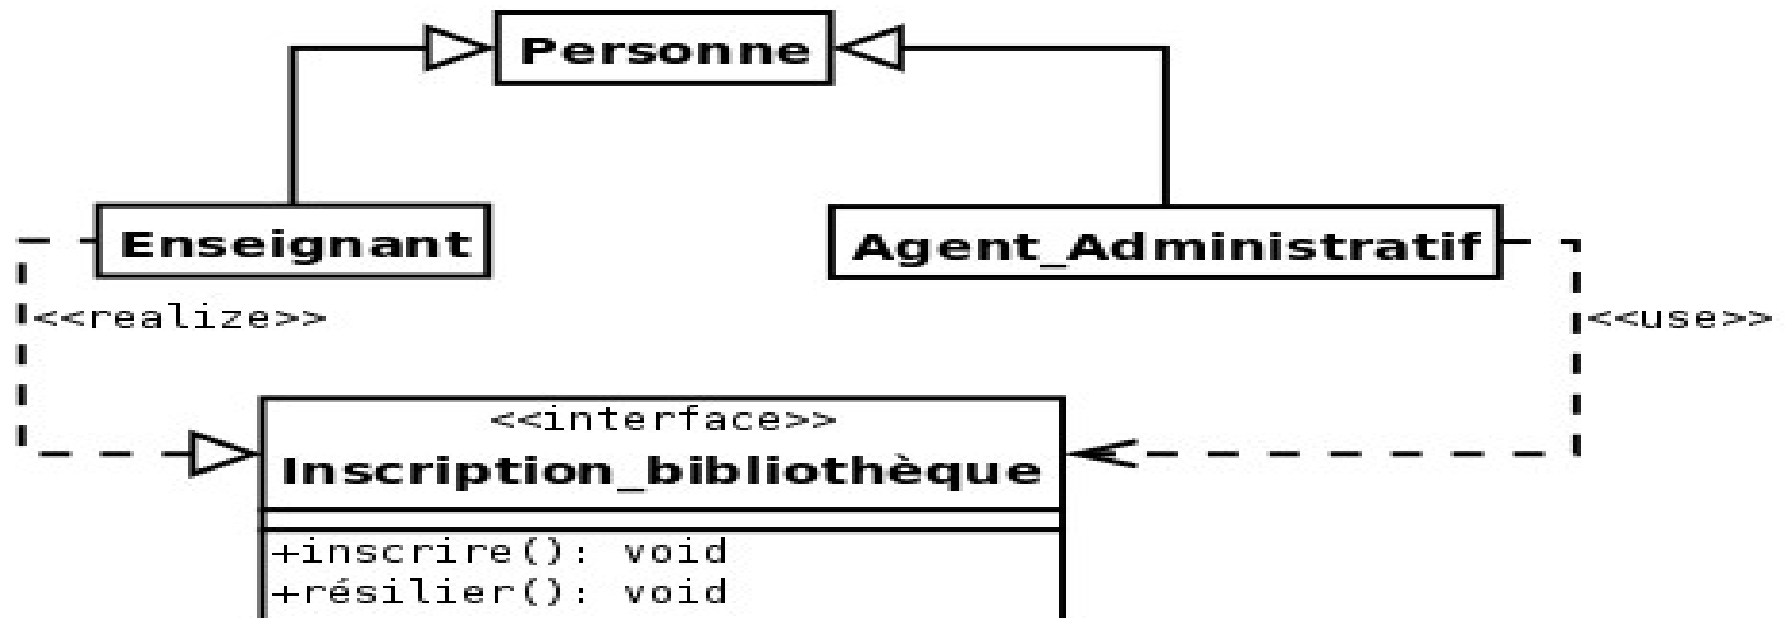 Personne
Enseignant
Agent_Administratif
<<realize>>
<<use>>
<<interface>>
Inscription_bibliothèque
+inscrire(): void
+résilier(): void